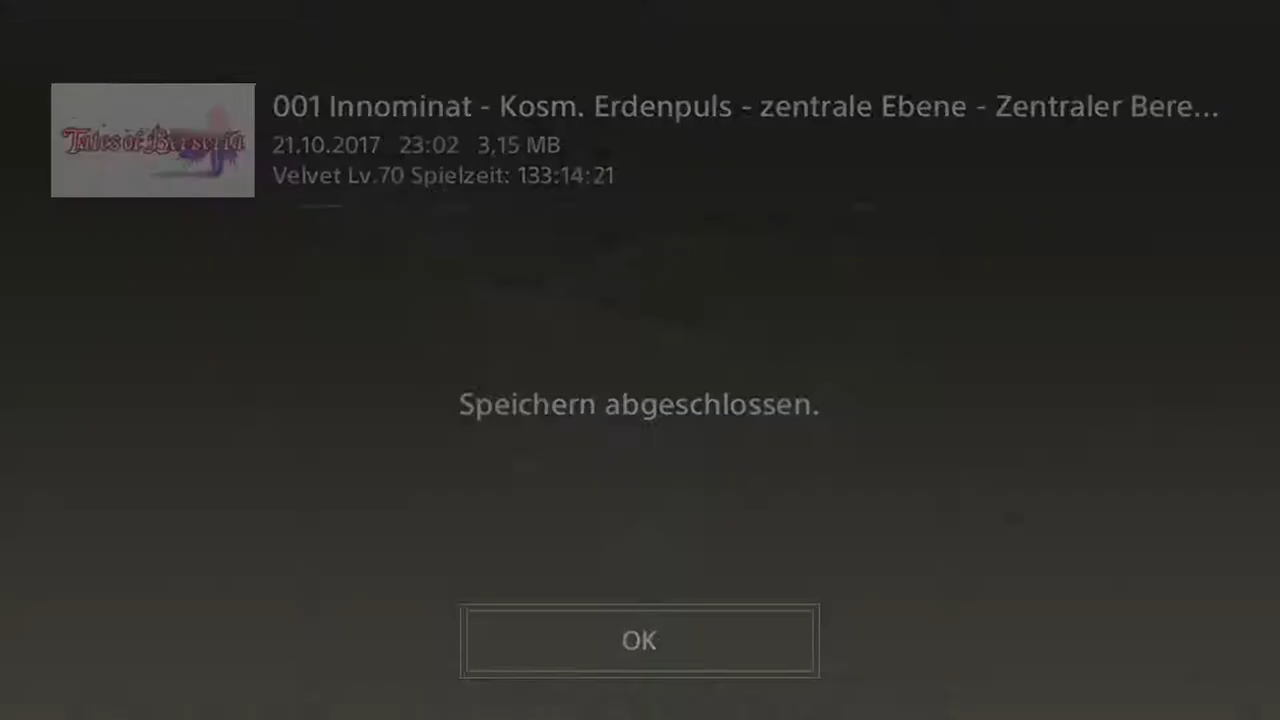 Tales of Berseria
001 Innominat - Kosm. Erdenpuls - zentrale Ebene - Zentraler Bere...
21.10.2017 23:02 3,15 MB
Velvet Lv.70 Spielzeit: 133:14:21
Speichern abgeschlossen.
OK